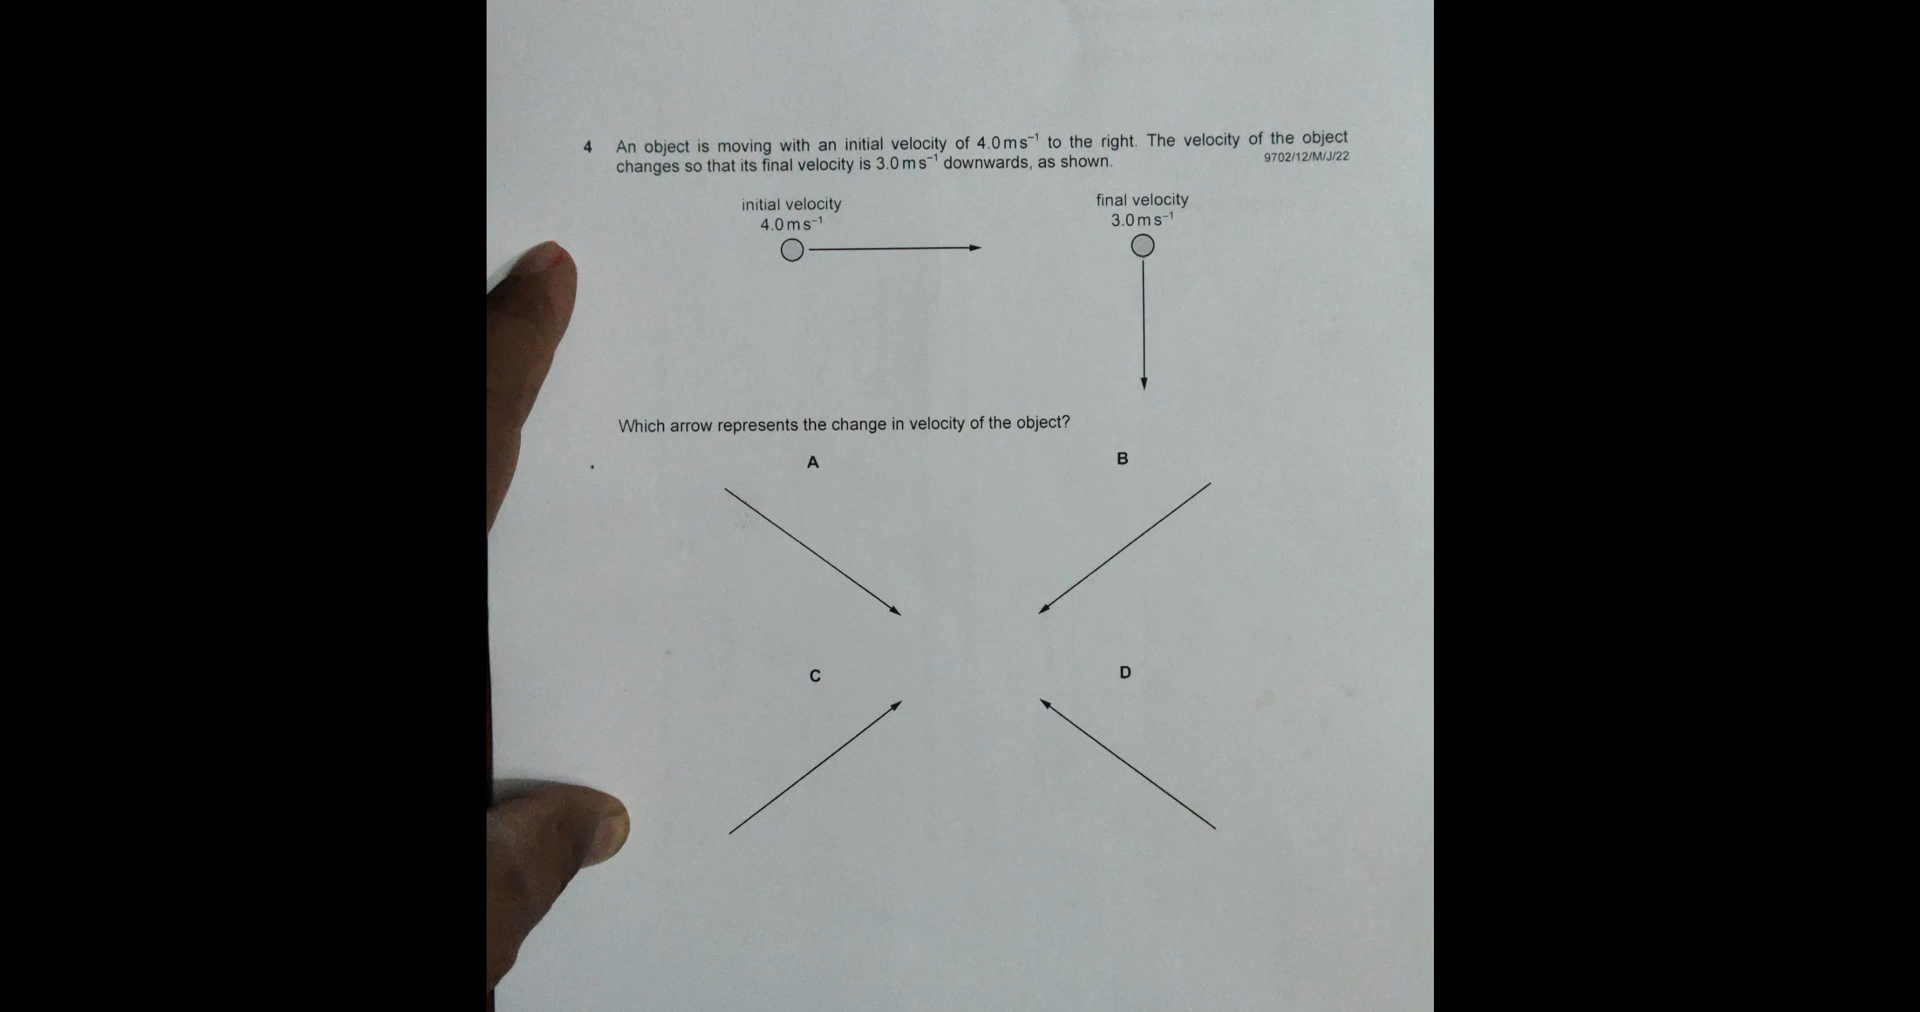 4 An object is moving with an initial velocity of 4.0 m s⁻¹ to the right. The velocity of the object
changes so that its final velocity is 3.0 m s⁻¹ downwards, as shown. 9702/12/M/J/22
initial velocity final velocity
4.0 m s⁻¹ 3.0 m s⁻¹
Which arrow represents the change in velocity of the object?
A B
C D